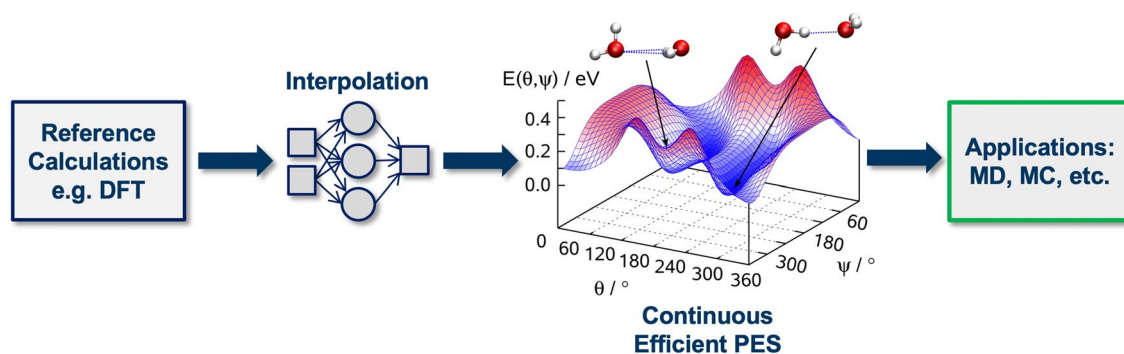 Reference
Calculations
e.g. DFT
Interpolation
E(θ,ψ) / eV
0.4
0.2
0.0
0
60
120
180
240
300
360
θ / °
60
180
300
ψ / °
Continuous
Efficient PES
Applications:
MD, MC, etc.